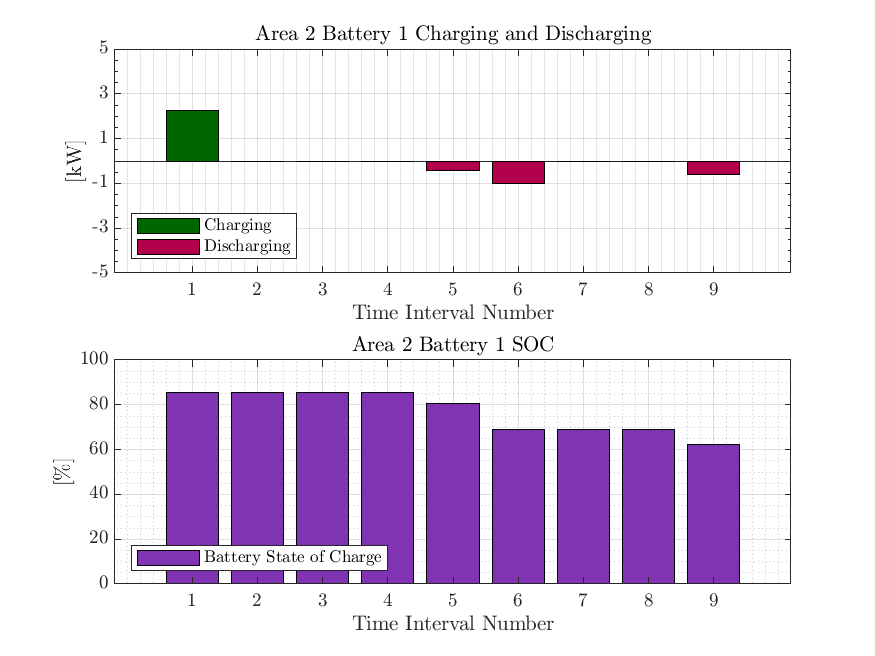 Area 2 Battery 1 Charging and Discharging
5
3
1
-1
-3
-5
[kW]
Charging
Discharging
1 2 3 4 5 6 7 8 9
Time Interval Number
Area 2 Battery 1 SOC
100
80
60
40
20
0
[%]
Battery State of Charge
1 2 3 4 5 6 7 8 9
Time Interval Number